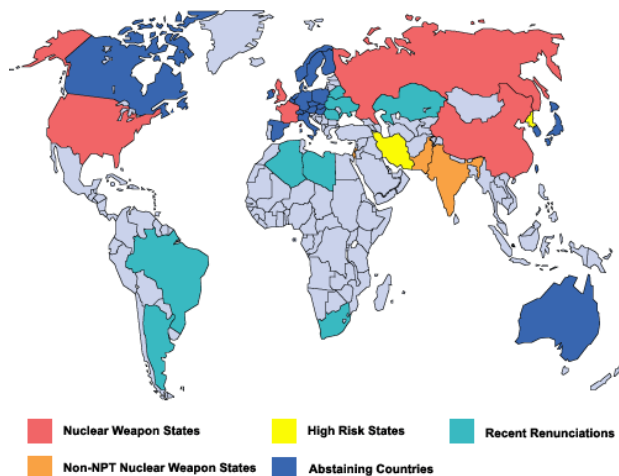 Nuclear Weapon States
High Risk States
Recent Renunciations
Non-NPT Nuclear Weapon States
Abstaining Countries